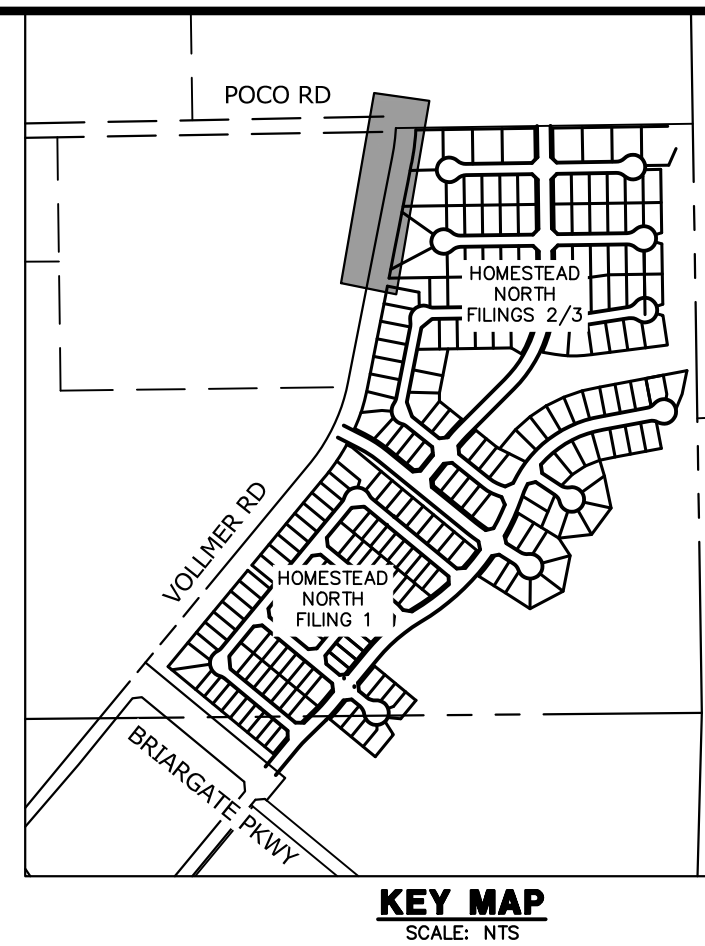 POCO RD
HOMESTEAD
NORTH
FILINGS 2/3
VOLLMER RD
HOMESTEAD
NORTH
FILING 1
BRIARGATE PKWY
KEY MAP
SCALE: NTS